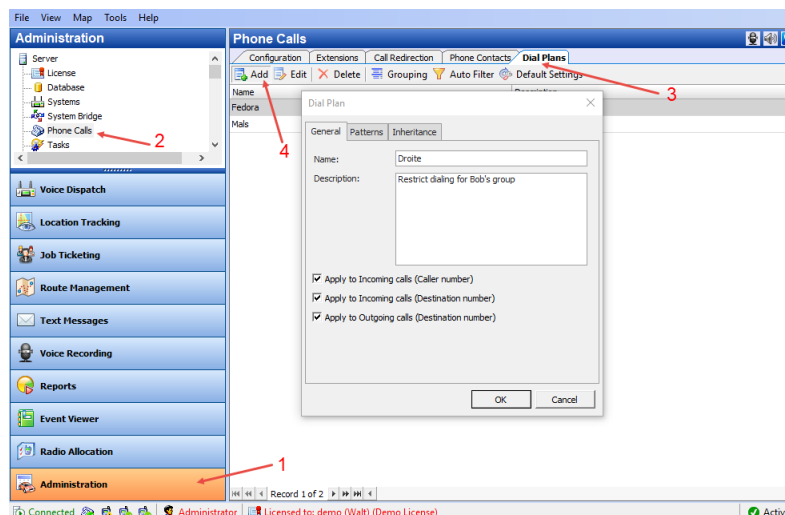 File View Map Tools Help
Administration
Phone Calls
Server
License
Database
Systems
System Bridge
Phone Calls
Tasks
2
Configuration Extensions Call Redirection Phone Contacts Dial Plans
Add Edit Delete Grouping Auto Filter Default Settings
Name Description
Fedora
Mals
3
4
Dial Plan
General Patterns Inheritance
Name: Droite
Description: Restrict dialing for Bob's group
Apply to Incoming calls (Caller number)
Apply to Incoming calls (Destination number)
Apply to Outgoing calls (Destination number)
OK Cancel
Voice Dispatch
Location Tracking
Job Ticketing
Route Management
Text Messages
Voice Recording
Reports
Event Viewer
Radio Allocation
Administration
1
Record 1 of 2
Connected Administrator Licensed to: demo (Walt) (Demo License) Activ